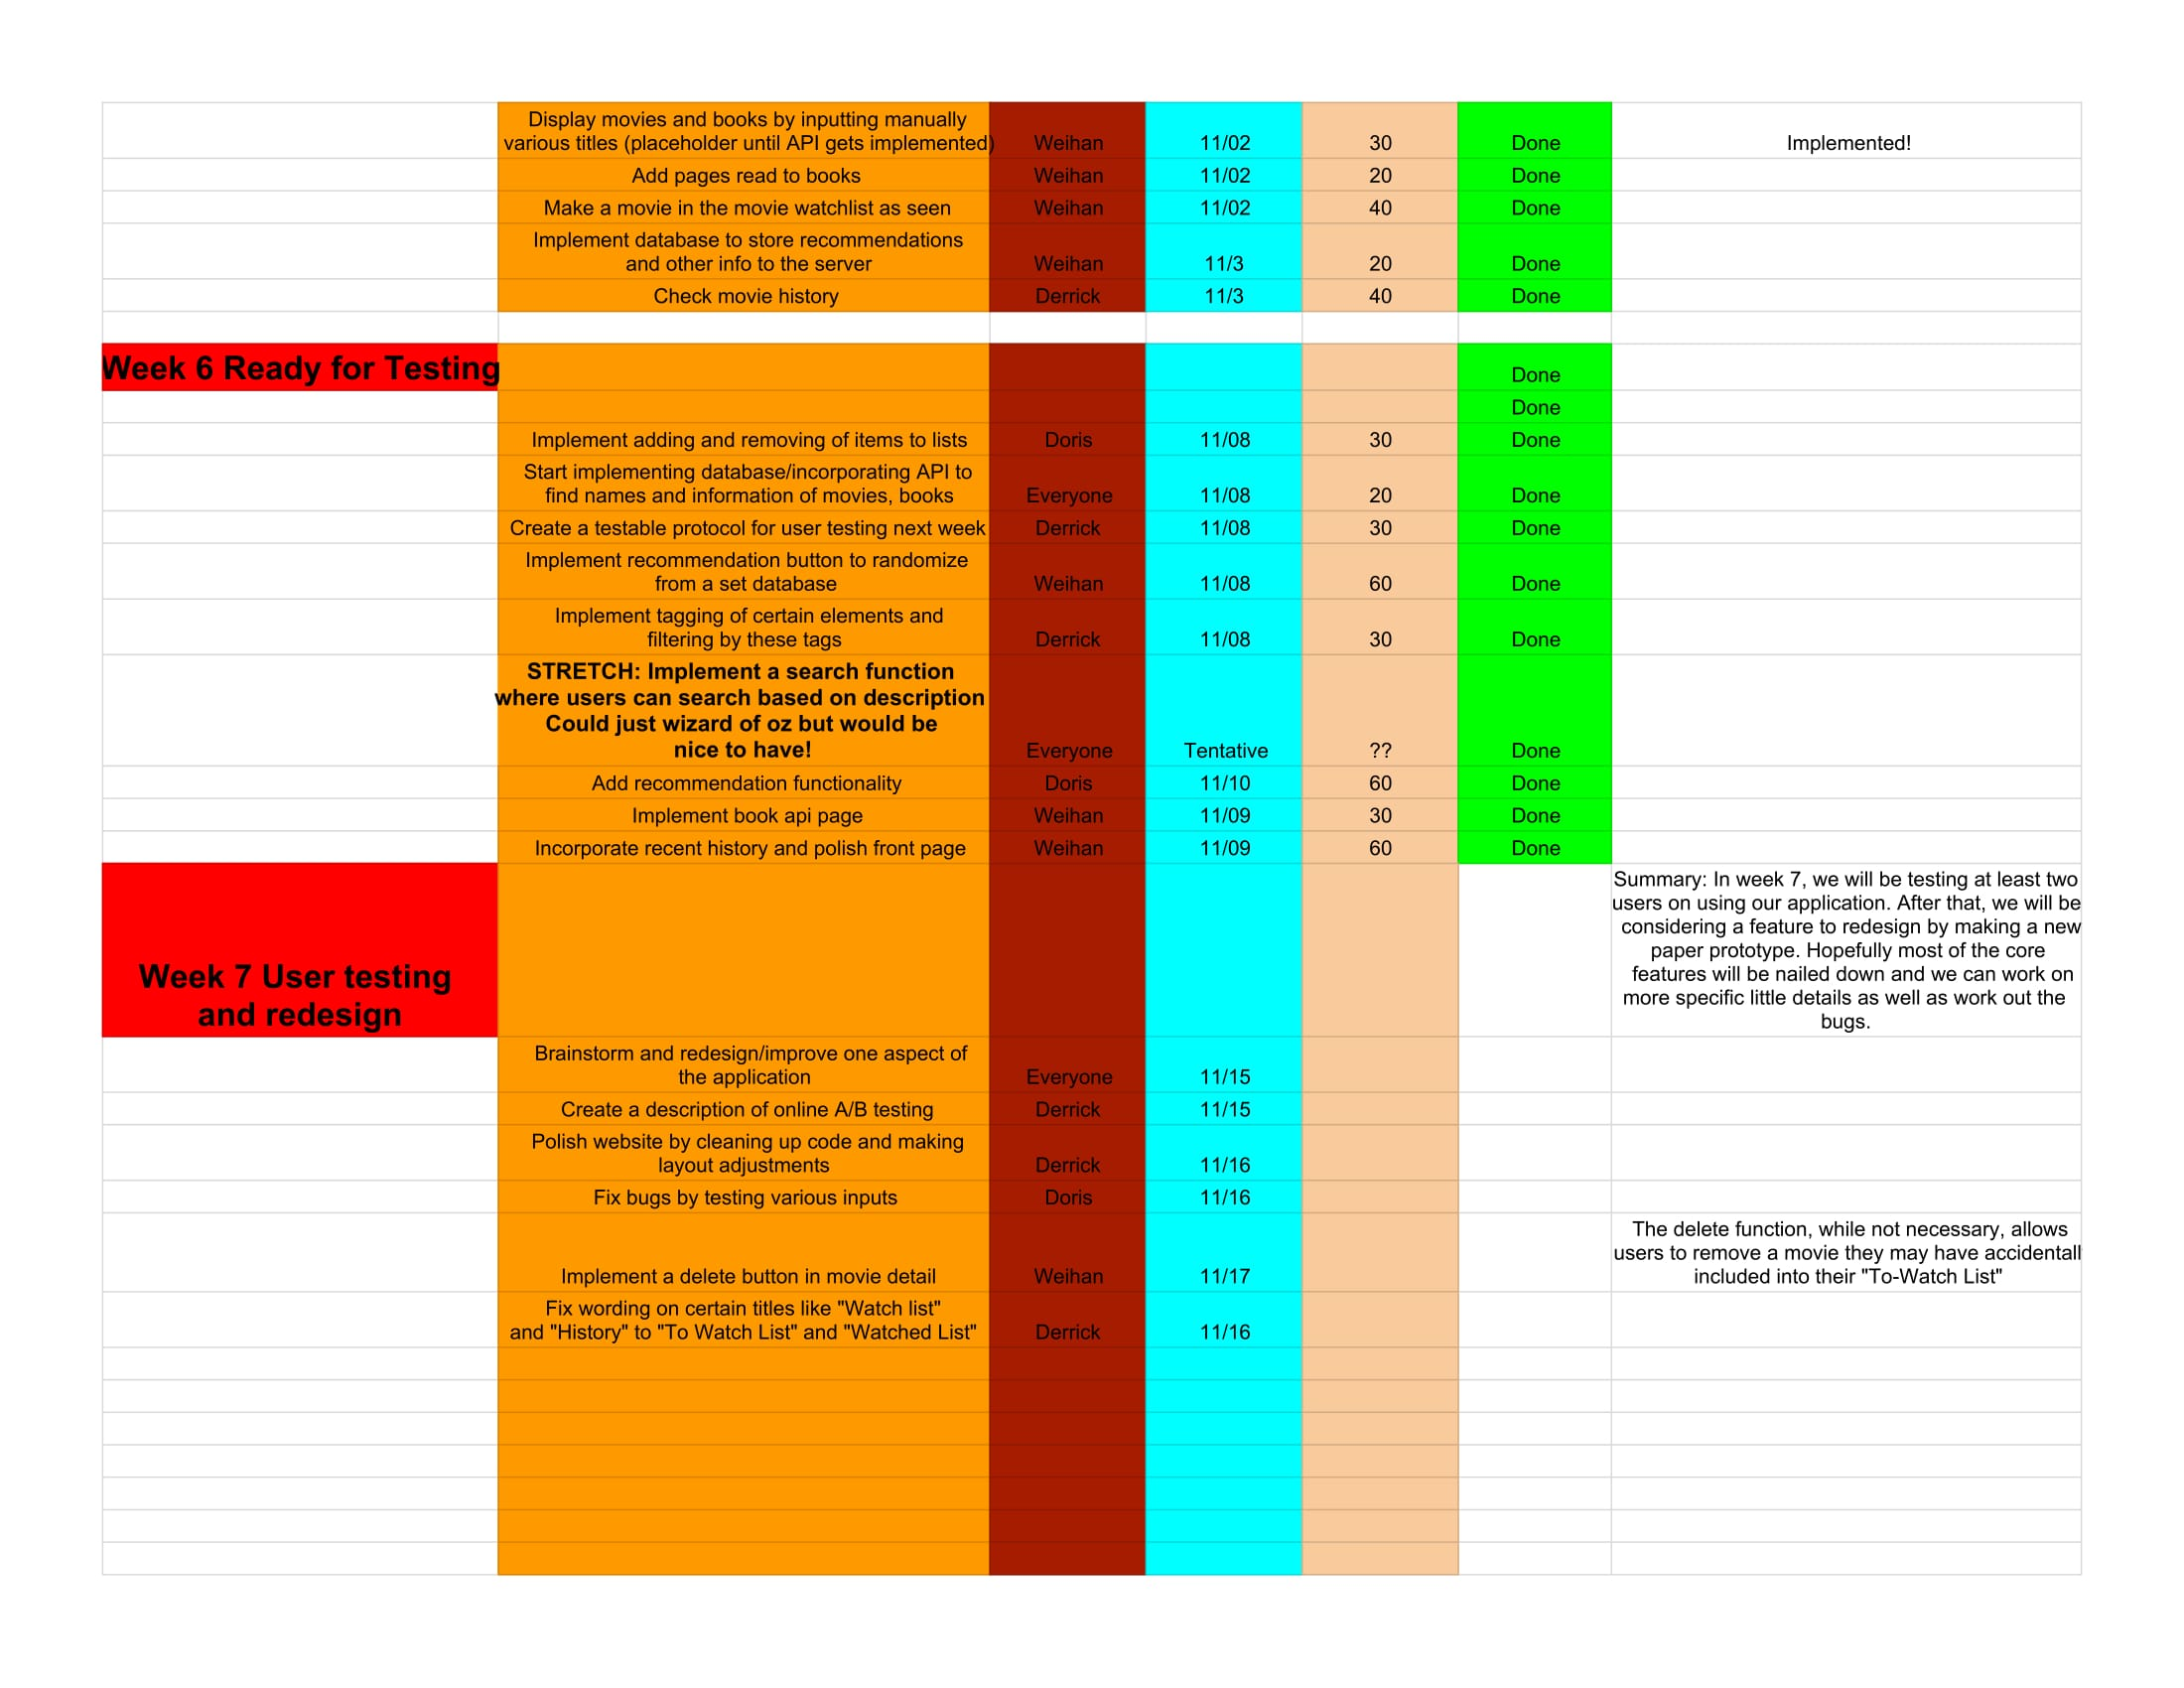 Display movies and books by inputting manually
various titles (placeholder until API gets implemented) Weihan 11/02 30 Done Implemented!
Add pages read to books Weihan 11/02 20 Done
Make a movie in the movie watchlist as seen Weihan 11/02 40 Done
Implement database to store recommendations
and other info to the server Weihan 11/3 20 Done
Check movie history Derrick 11/3 40 Done
Week 6 Ready for Testing Done
Done
Implement adding and removing of items to lists Doris 11/08 30 Done
Start implementing database/incorporating API to
find names and information of movies, books Everyone 11/08 20 Done
Create a testable protocol for user testing next week Derrick 11/08 30 Done
Implement recommendation button to randomize
from a set database Weihan 11/08 60 Done
Implement tagging of certain elements and
filtering by these tags Derrick 11/08 30 Done
STRETCH: Implement a search function
where users can search based on description
Could just wizard of oz but would be
nice to have! Everyone Tentative ?? Done
Add recommendation functionality Doris 11/10 60 Done
Implement book api page Weihan 11/09 30 Done
Incorporate recent history and polish front page Weihan 11/09 60 Done
Week 7 User testing
and redesign
Summary: In week 7, we will be testing at least two
users on using our application. After that, we will be
considering a feature to redesign by making a new
paper prototype. Hopefully most of the core
features will be nailed down and we can work on
more specific little details as well as work out the
bugs.
Brainstorm and redesign/improve one aspect of
the application Everyone 11/15
Create a description of online A/B testing Derrick 11/15
Polish website by cleaning up code and making
layout adjustments Derrick 11/16
Fix bugs by testing various inputs Doris 11/16
Implement a delete button in movie detail Weihan 11/17
The delete function, while not necessary, allows
users to remove a movie they may have accidentall
included into their "To-Watch List"
Fix wording on certain titles like "Watch list"
and "History" to "To Watch List" and "Watched List" Derrick 11/16